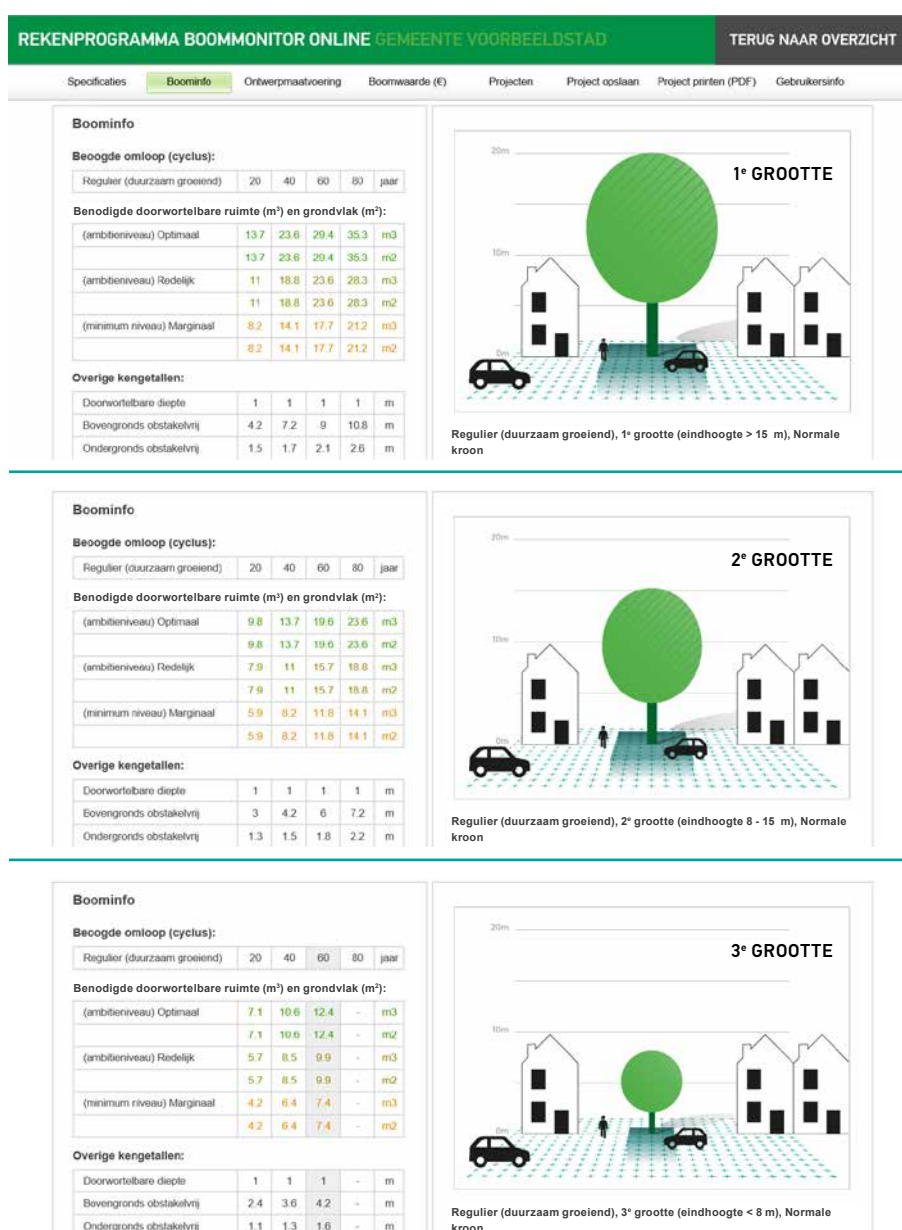 REKENPROGRAMMA BOOMMONITOR ONLINE GEMEENTE VOORBEELDSTAD TERUG NAAR OVERZICHT
Specificaties Boominfo Ontwerpmaatvoering Boomwaarde (€) Projecten Project opslaan Project printen (PDF) Gebruikersinfo
Boominfo
Beoogde omloop (cyclus):
Regulier (duurzaam groeiend) 20 40 60 80 jaar
Benodigde doorwortelbare ruimte (m³) en grondvlak (m²):
(ambitieniveau) Optimaal 13.7 23.6 29.4 35.3 m3
13.7 23.6 29.4 35.3 m2
(ambitieniveau) Redelijk 11 18.8 23.6 28.3 m3
11 18.8 23.6 28.3 m2
(minimum niveau) Marginaal 8.2 14.1 17.7 21.2 m3
8.2 14.1 17.7 21.2 m2
Overige kengetallen:
Doorwortelbare diepte 1 1 1 1 m
Bovengronds obstakelvrij 4.2 7.2 9 10.8 m
Ondergronds obstakelvrij 1.5 1.7 2.1 2.6 m
20m
1e GROOTTE
10m
0m
Regulier (duurzaam groeiend), 1e grootte (eindhoogte > 15 m), Normale
kroon
Boominfo
Beoogde omloop (cyclus):
Regulier (duurzaam groeiend) 20 40 60 80 jaar
Benodigde doorwortelbare ruimte (m³) en grondvlak (m²):
(ambitieniveau) Optimaal 9.8 13.7 19.6 23.6 m3
9.8 13.7 19.6 23.6 m2
(ambitieniveau) Redelijk 7.9 11 15.7 18.8 m3
7.9 11 15.7 18.8 m2
(minimum niveau) Marginaal 5.9 8.2 11.8 14.1 m3
5.9 8.2 11.8 14.1 m2
Overige kengetallen:
Doorwortelbare diepte 1 1 1 1 m
Bovengronds obstakelvrij 3 4.2 6 7.2 m
Ondergronds obstakelvrij 1.3 1.5 1.8 2.2 m
20m
2e GROOTTE
10m
0m
Regulier (duurzaam groeiend), 2e grootte (eindhoogte 8 - 15 m), Normale
kroon
Boominfo
Beoogde omloop (cyclus):
Regulier (duurzaam groeiend) 20 40 60 80 jaar
Benodigde doorwortelbare ruimte (m³) en grondvlak (m²):
(ambitieniveau) Optimaal 7.1 10.6 12.4 - m3
7.1 10.6 12.4 - m2
(ambitieniveau) Redelijk 5.7 8.5 9.9 - m3
5.7 8.5 9.9 - m2
(minimum niveau) Marginaal 4.2 6.4 7.4 - m3
4.2 6.4 7.4 - m2
Overige kengetallen:
Doorwortelbare diepte 1 1 1 - m
Bovengronds obstakelvrij 2.4 3.6 4.2 - m
Ondergronds obstakelvrij 1.1 1.3 1.6 - m
20m
3e GROOTTE
10m
0m
Regulier (duurzaam groeiend), 3e grootte (eindhoogte < 8 m), Normale
kroon